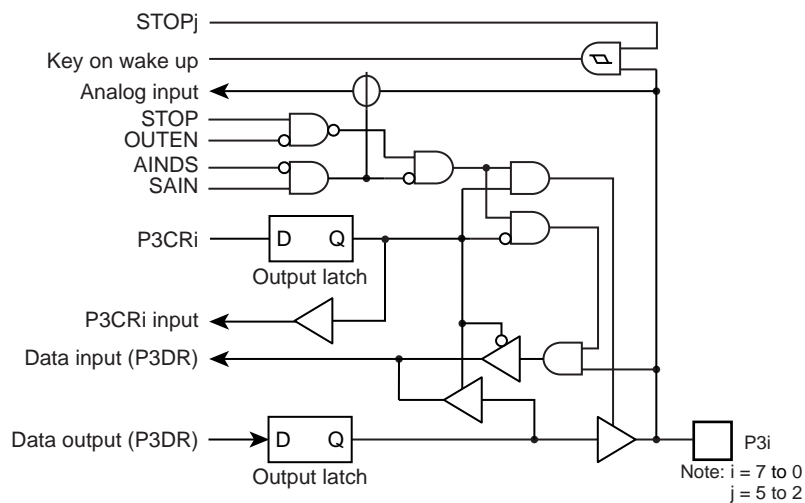 STOPj
Key on wake up
Analog input
STOP
OUTEN
AINDS
SAIN
P3CRi
D Q
Output latch
P3CRi input
Data input (P3DR)
Data output (P3DR)
D Q
Output latch
P3i
Note: i = 7 to 0
j = 5 to 2